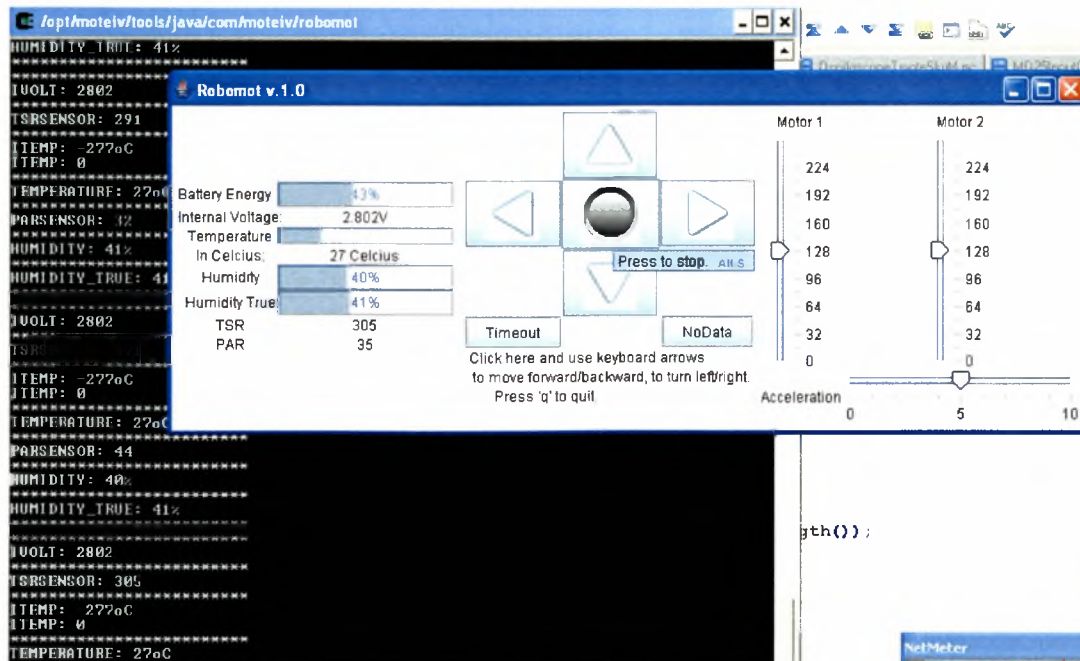 /opt/moteiv/tools/java/com/moteiv/robomot
HUMIDITY_TRUE: 41%
*************************
*************************
IVOLT: 2802
*************************
TSRSENSOR: 291
*************************
ITEMP: -277oC
ITEMP: 0
*************************
TEMPERATURE: 27oC
*************************
PARSENSOR: 32
*************************
HUMIDITY: 41%
*************************
HUMIDITY_TRUE: 41
*************************
IVOLT: 2802
*************************
*************************
ITEMP: -277oC
ITEMP: 0
*************************
TEMPERATURE: 27oC
*************************
PARSENSOR: 44
*************************
HUMIDITY: 40%
*************************
HUMIDITY_TRUE: 41%
*************************
*************************
IVOLT: 2802
*************************
TSRSENSOR: 305
*************************
ITEMP: 277oC
ITEMP: 0
*************************
TEMPERATURE: 27oC
Robomot v.1.0
Battery Energy 43%
Internal Voltage: 2.802V
Temperature
In Celcius: 27 Celcius
Humidity 40%
Humidity True 41%
TSR 305
PAR 35
Press to stop. Alt-S
Timeout NoData
Click here and use keyboard arrows
to move forward/backward, to turn left/right.
Press 'q' to quit
Motor 1 Motor 2
224 224
192 192
160 160
128 128
96 96
64 64
32 32
0 0
Acceleration
0 5 10
gth());
NetMeter